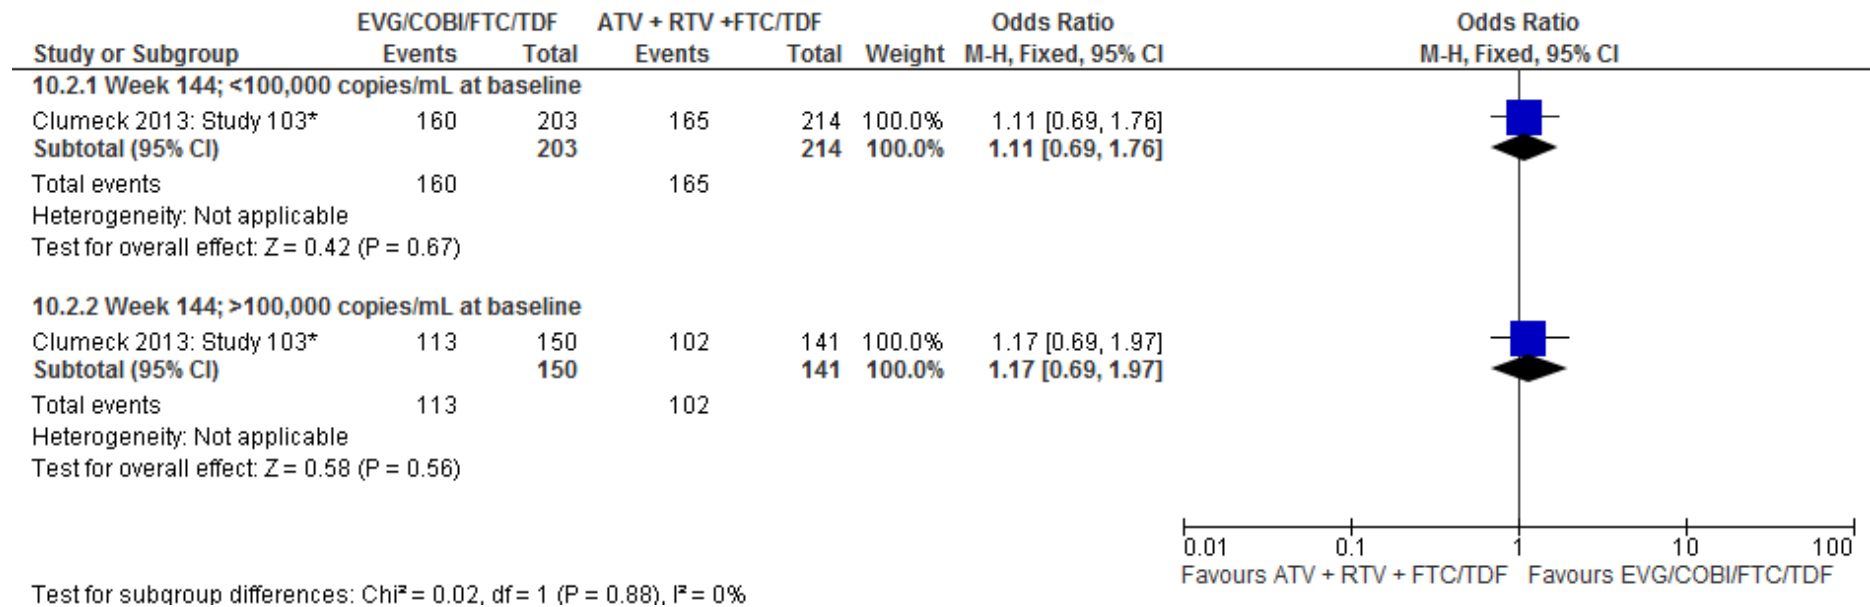 EVG/COBI/FTC/TDF ATV + RTV +FTC/TDF Odds Ratio Odds Ratio
Study or Subgroup Events Total Events Total Weight M-H, Fixed, 95% CI M-H, Fixed, 95% CI
10.2.1 Week 144; <100,000 copies/mL at baseline
Clumeck 2013: Study 103* 160 203 165 214 100.0% 1.11 [0.69, 1.76]
Subtotal (95% CI) 203 214 100.0% 1.11 [0.69, 1.76]
Total events 160 165
Heterogeneity: Not applicable
Test for overall effect: Z = 0.42 (P = 0.67)
10.2.2 Week 144; >100,000 copies/mL at baseline
Clumeck 2013: Study 103* 113 150 102 141 100.0% 1.17 [0.69, 1.97]
Subtotal (95% CI) 150 141 100.0% 1.17 [0.69, 1.97]
Total events 113 102
Heterogeneity: Not applicable
Test for overall effect: Z = 0.58 (P = 0.56)
0.01 0.1 1 10 100
Favours ATV + RTV + FTC/TDF Favours EVG/COBI/FTC/TDF
Test for subgroup differences: Chi² = 0.02, df = 1 (P = 0.88), I² = 0%